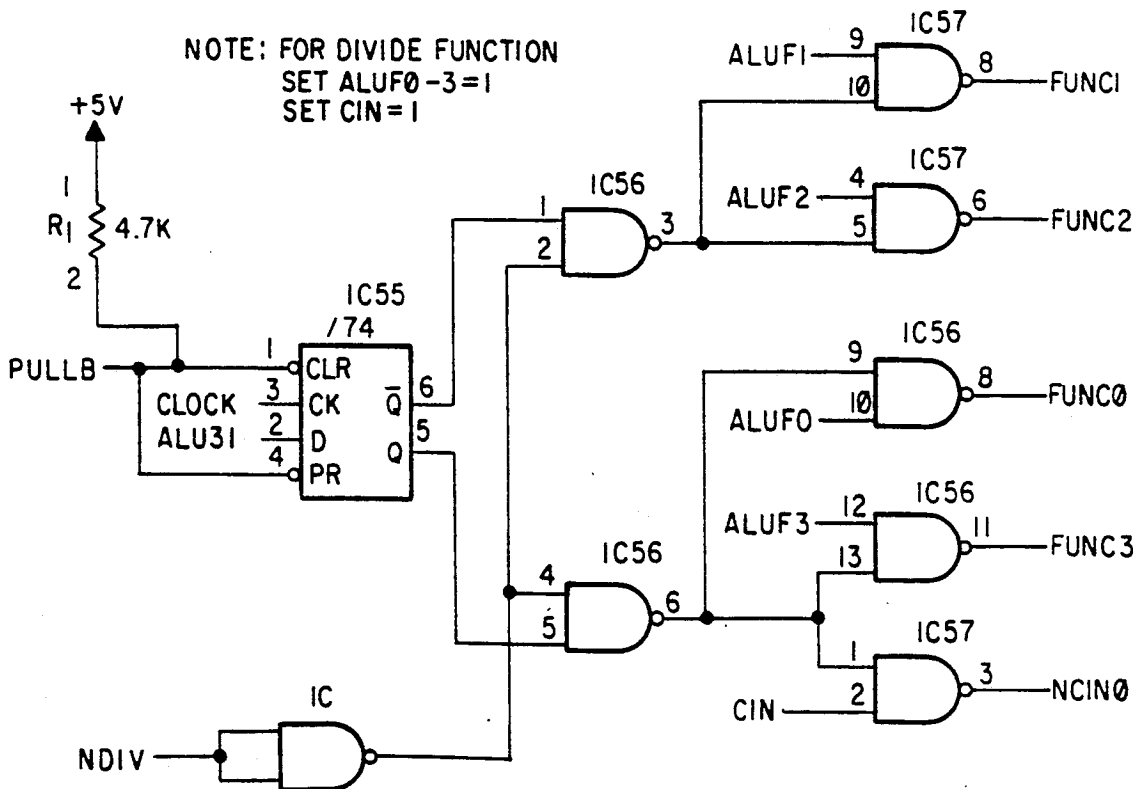 NOTE: FOR DIVIDE FUNCTION
SET ALUFØ-3=1
SET CIN=1
+5V
1
R1
4.7K
2
PULLB
IC55
/74
1
CLR
CLOCK
3
CK
ALU31
2
D
4
PR
Q̅
6
Q
5
IC56
1
2
3
IC56
4
5
6
NDIV
IC
IC57
ALUF1
9
10
8
FUNC1
IC57
ALUF2
4
5
6
FUNC2
IC56
9
ALUFO
1Ø
8
FUNCØ
IC56
ALUF3
12
13
11
FUNC3
IC57
1
CIN
2
3
NCINØ